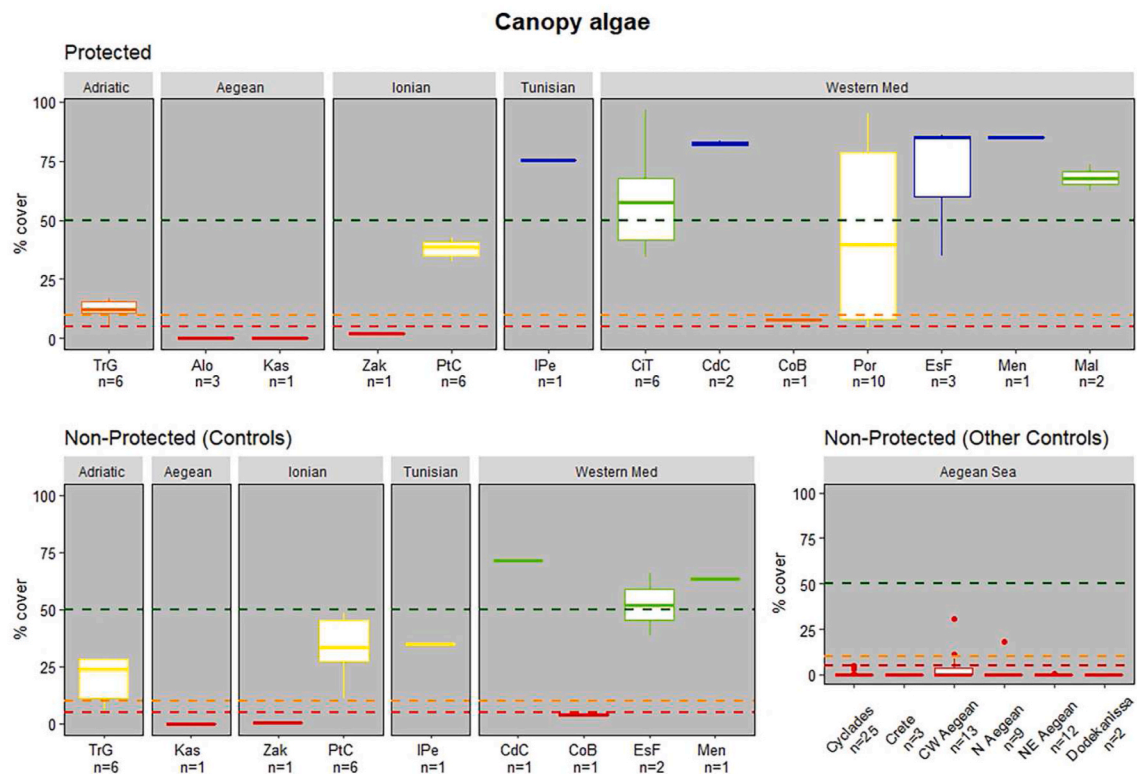 Canopy algae
Protected
Adriatic Aegean Ionian Tunisian Western Med
% cover
100
75
50
25
0
TrG Alo Kas Zak PtC IPe CiT CdC CoB Por EsF Men Mal
n=6 n=3 n=1 n=1 n=6 n=1 n=6 n=2 n=1 n=10 n=3 n=1 n=2
Non-Protected (Controls)
Adriatic Aegean Ionian Tunisian Western Med
% cover
100
75
50
25
0
TrG Kas Zak PtC IPe CdC CoB EsF Men
n=6 n=1 n=1 n=6 n=1 n=1 n=1 n=2 n=1
Non-Protected (Other Controls)
Aegean Sea
% cover
100
75
50
25
0
Cyclades
n=25
Crete
n=3
CW Aegean
n=13
N Aegean
n=9
NE Aegean
n=12
Dodekanissa
n=2